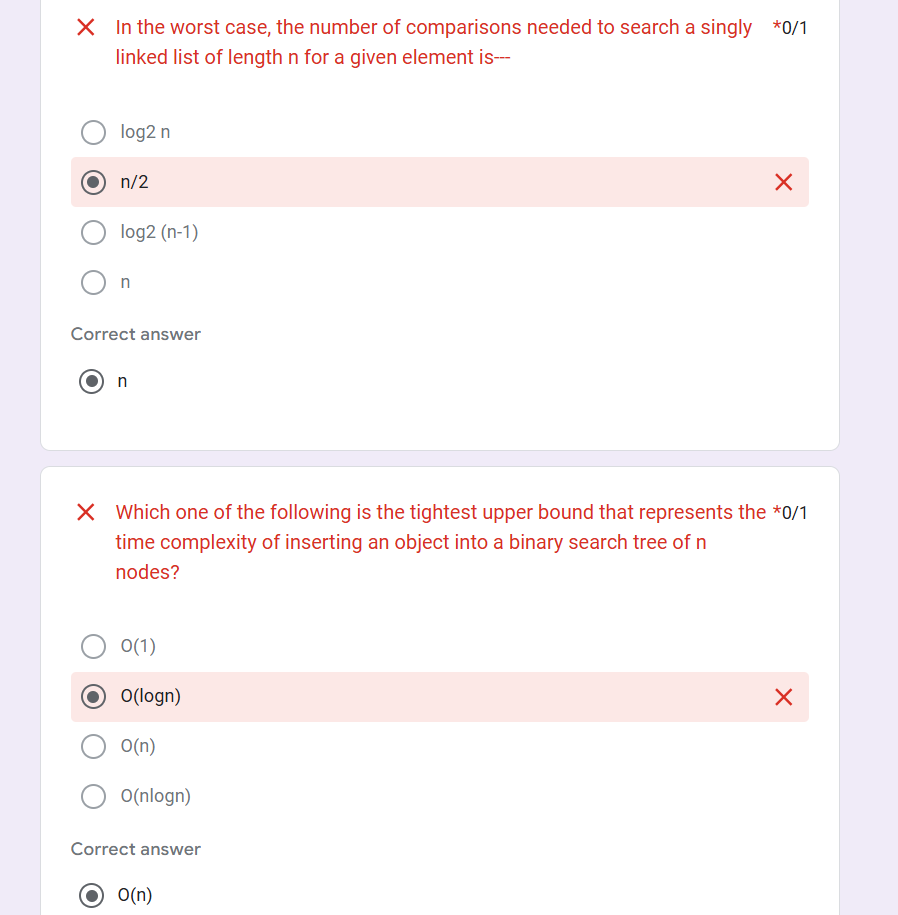 In the worst case, the number of comparisons needed to search a singly *0/1
linked list of length n for a given element is---
log2 n
n/2
log2 (n-1)
n
Correct answer
n
Which one of the following is the tightest upper bound that represents the *0/1
time complexity of inserting an object into a binary search tree of n
nodes?
O(1)
O(logn)
O(n)
O(nlogn)
Correct answer
O(n)